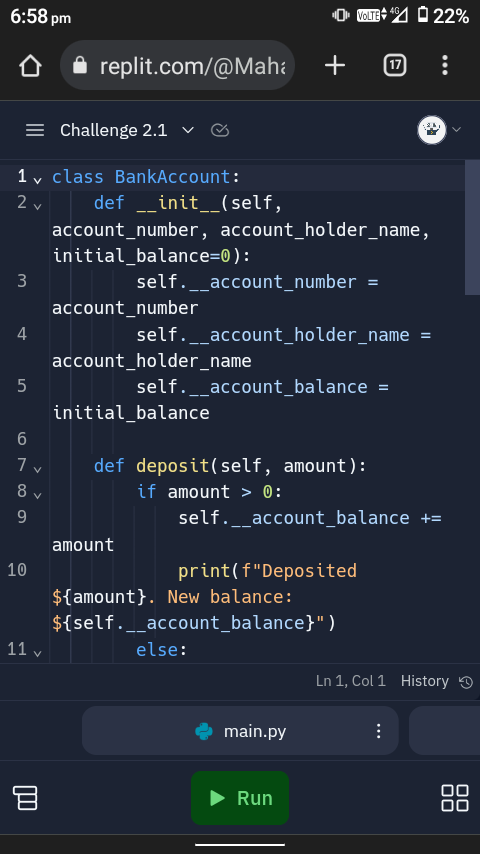 6:58 pm VoLTE 4G 22%
replit.com/@Maha 17
Challenge 2.1
1 class BankAccount:
2 def __init__(self,
account_number, account_holder_name,
initial_balance=0):
3 self.__account_number =
account_number
4 self.__account_holder_name =
account_holder_name
5 self.__account_balance =
initial_balance
6
7 def deposit(self, amount):
8 if amount > 0:
9 self.__account_balance +=
amount
10 print(f"Deposited
${amount}. New balance:
${self.__account_balance}")
11 else:
Ln 1, Col 1 History
main.py
Run